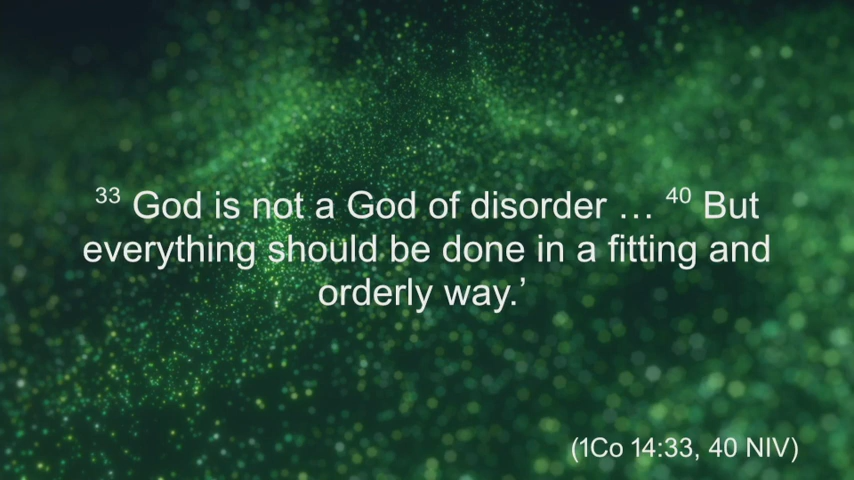 ³³ God is not a God of disorder … ⁴⁰ But
everything should be done in a fitting and
orderly way.’
(1Co 14:33, 40 NIV)